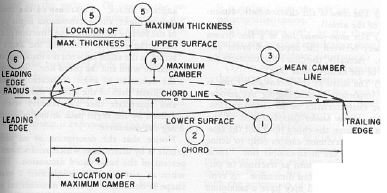 5
5
LOCATION OF
MAX. THICKNESS
MAXIMUM THICKNESS
UPPER SURFACE
6
LEADING
EDGE
RADIUS
4
MAXIMUM
CAMBER
3
MEAN CAMBER
LINE
CHORD LINE
LEADING
EDGE
LOWER SURFACE
1
TRAILING
EDGE
2
CHORD
4
LOCATION OF
MAXIMUM CAMBER